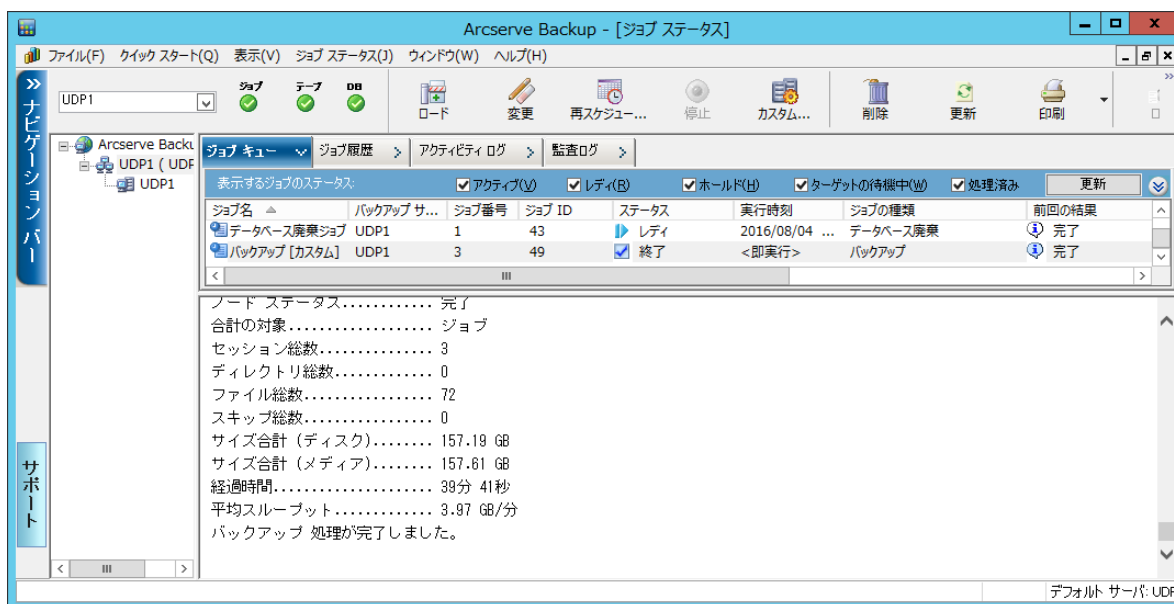 Arcserve Backup - [ジョブ ステータス]
ファイル(F) クイック スタート(Q) 表示(V) ジョブ ステータス(J) ウィンドウ(W) ヘルプ(H)
ナビゲーション バー
UDP1
ジョブ テープ DB
ロード 変更 再スケジュー... 停止 カスタム... 削除 更新 印刷
Arcserve Backu
UDP1 ( UDF
UDP1
ジョブ キュー ジョブ履歴 アクティビティ ログ 監査ログ
表示するジョブのステータス: アクティブ(V) レディ(R) ホールド(H) ターゲットの待機中(W) 処理済み 更新
ジョブ名 バックアップ サ... ジョブ番号 ジョブ ID ステータス 実行時刻 ジョブの種類 前回の結果
データベース廃棄ジョブ UDP1 1 43 レディ 2016/08/04 ... データベース廃棄 完了
バックアップ [カスタム] UDP1 3 49 終了 <即実行> バックアップ 完了
ノード ステータス............ 完了
合計の対象.................. ジョブ
セッション総数............... 3
ディレクトリ総数............. 0
ファイル総数................ 72
スキップ総数................ 0
サイズ合計 (ディスク)........ 157.19 GB
サイズ合計 (メディア)........ 157.61 GB
経過時間.................... 39分 41秒
平均スループット............. 3.97 GB/分
バックアップ 処理が完了しました。
サポート
デフォルト サーバ: UDP